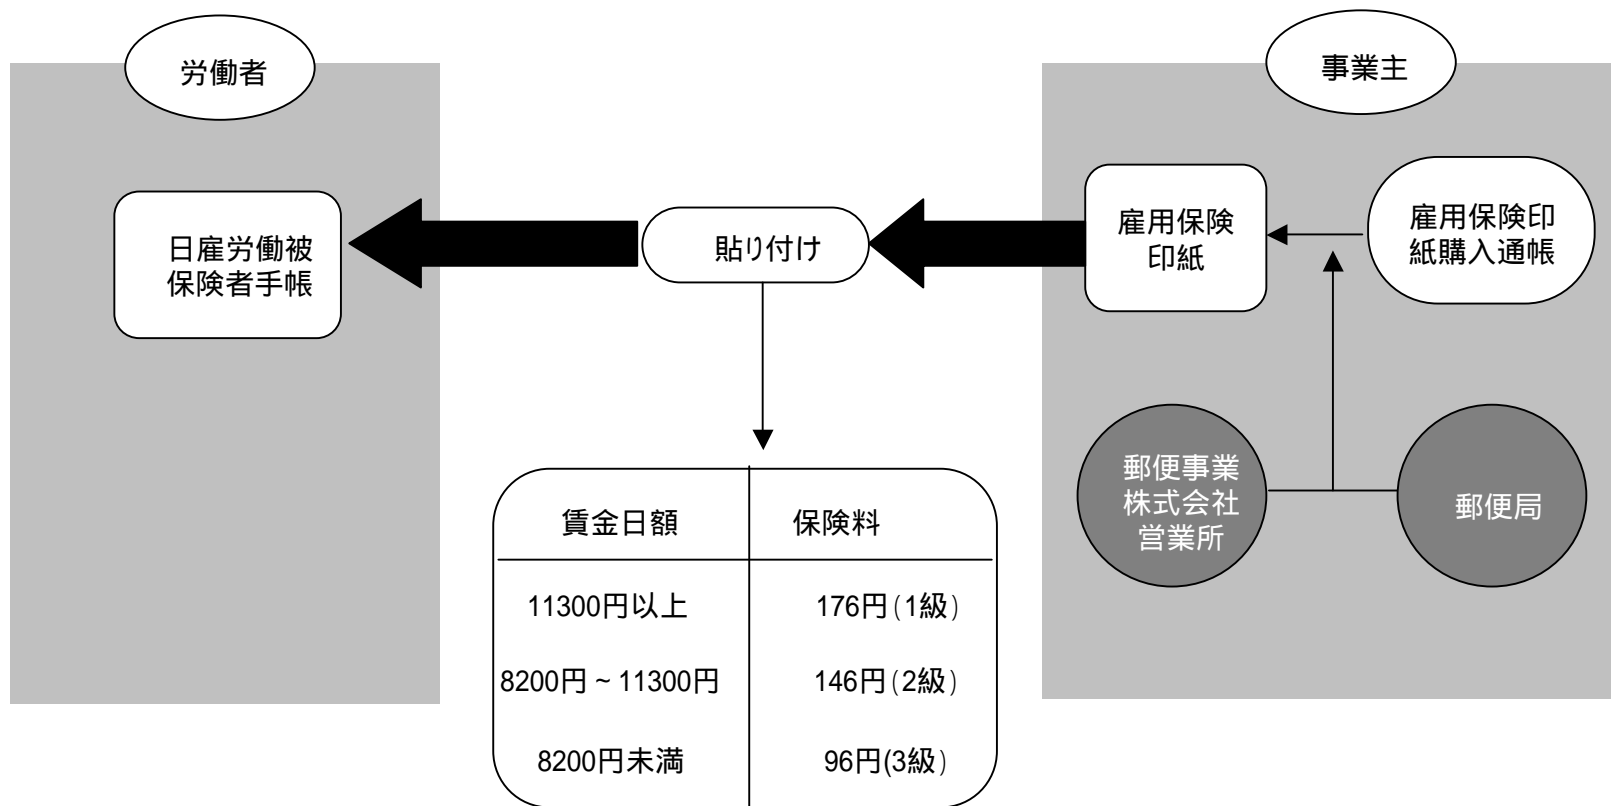 労働者
事業主
日雇労働被
保険者手帳
貼り付け
雇用保険
印紙
雇用保険印
紙購入通帳
郵便事業
株式会社
営業所
郵便局
賃金日額 保険料
11300円以上 176円(1級)
8200円~11300円 146円(2級)
8200円未満 96円(3級)